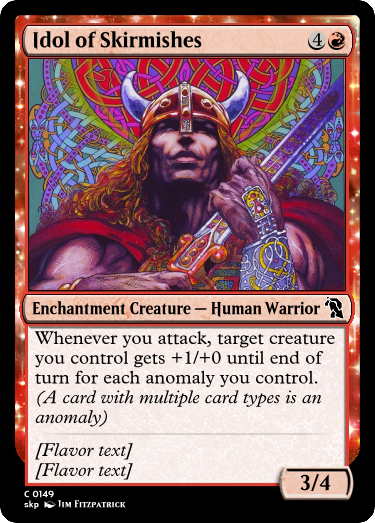 Idol of Skirmishes 4
Enchantment Creature — Human Warrior
Whenever you attack, target creature
you control gets +1/+0 until end of
turn for each anomaly you control.
(A card with multiple card types is an
anomaly)
[Flavor text]
[Flavor text]
3/4
C 0149
skp Jim Fitzpatrick